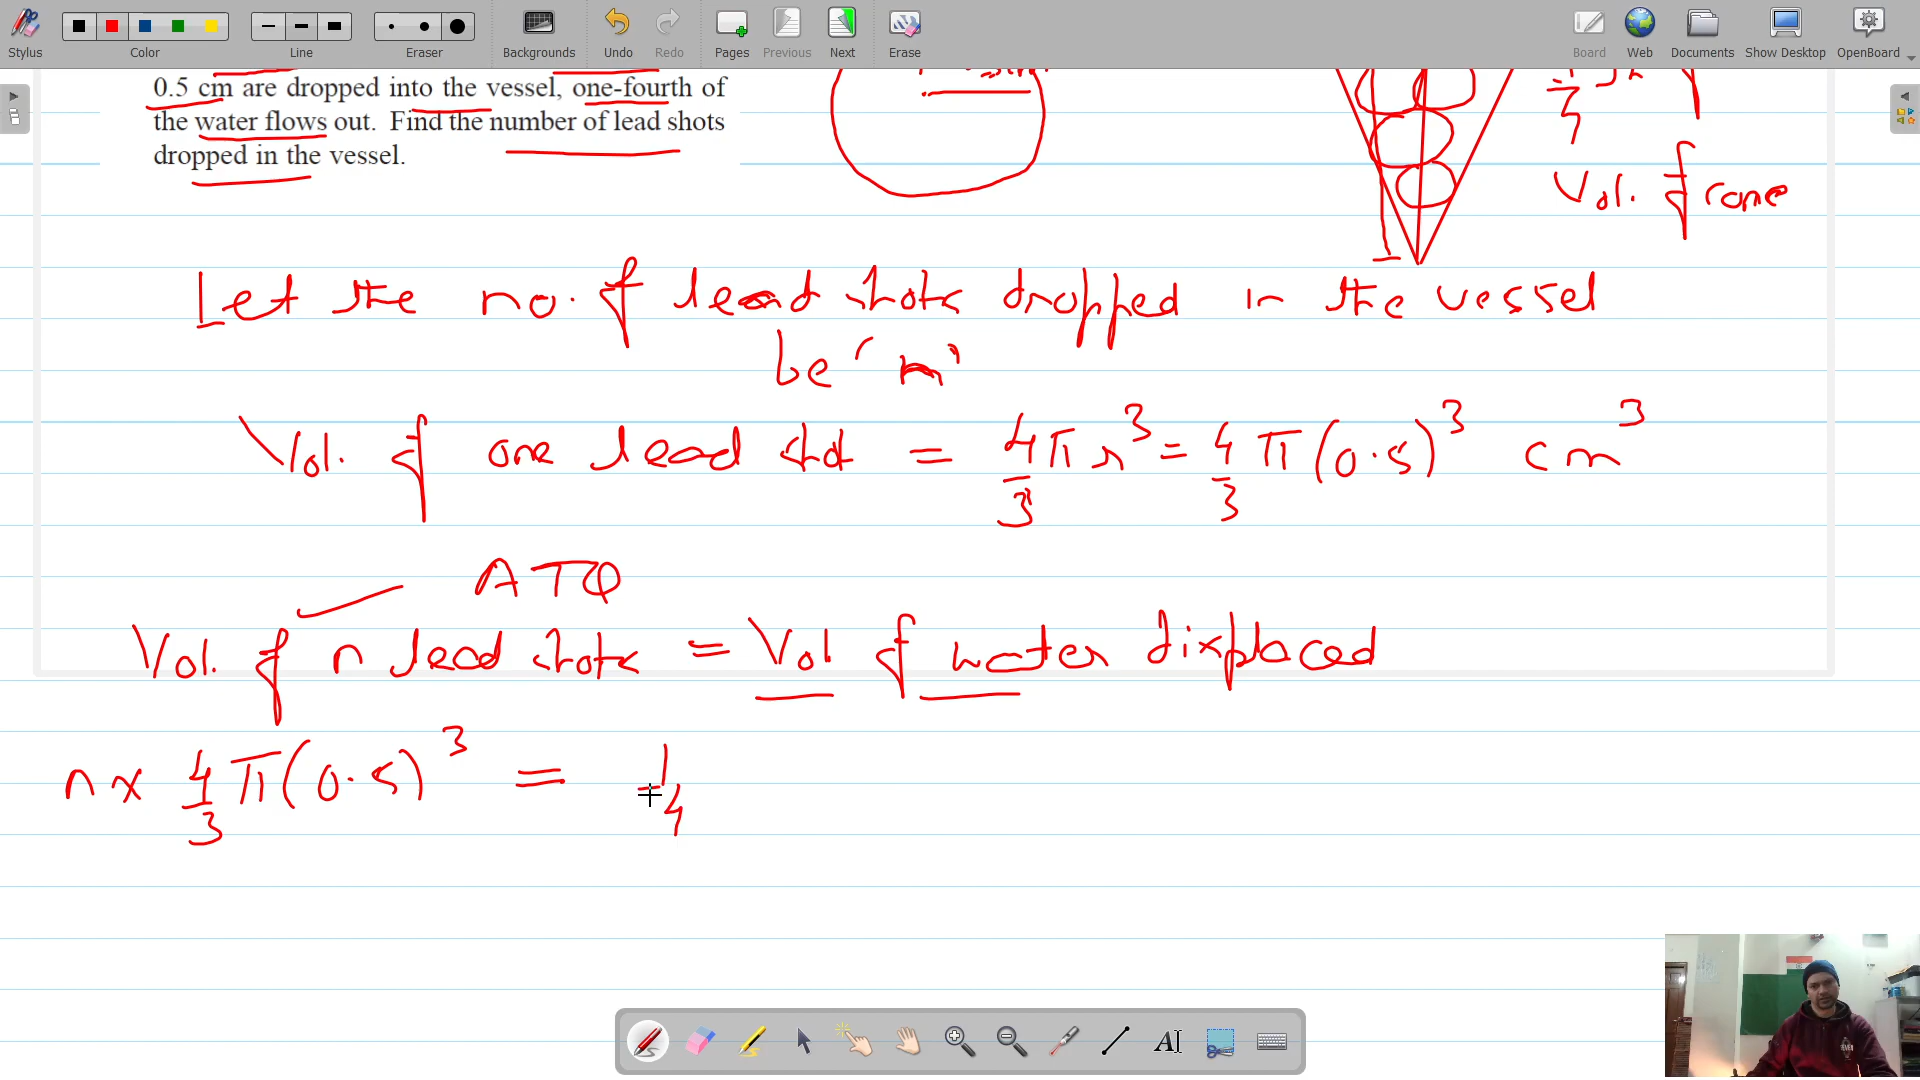 Stylus Color Line Eraser Backgrounds Undo Redo Pages Previous Next Erase Board Web Documents Show Desktop OpenBoard
0.5 cm are dropped into the vessel, one-fourth of
the water flows out. Find the number of lead shots
dropped in the vessel.
Vol. of cone
Let the no. of lead shots dropped in the vessel
be 'n'
Vol. of one lead shot = 4/3 π r³ = 4/3 π (0.5)³ cm³
ATQ
Vol. of n lead shots = Vol of water displaced
n x 4/3 π (0.5)³ = 1/4